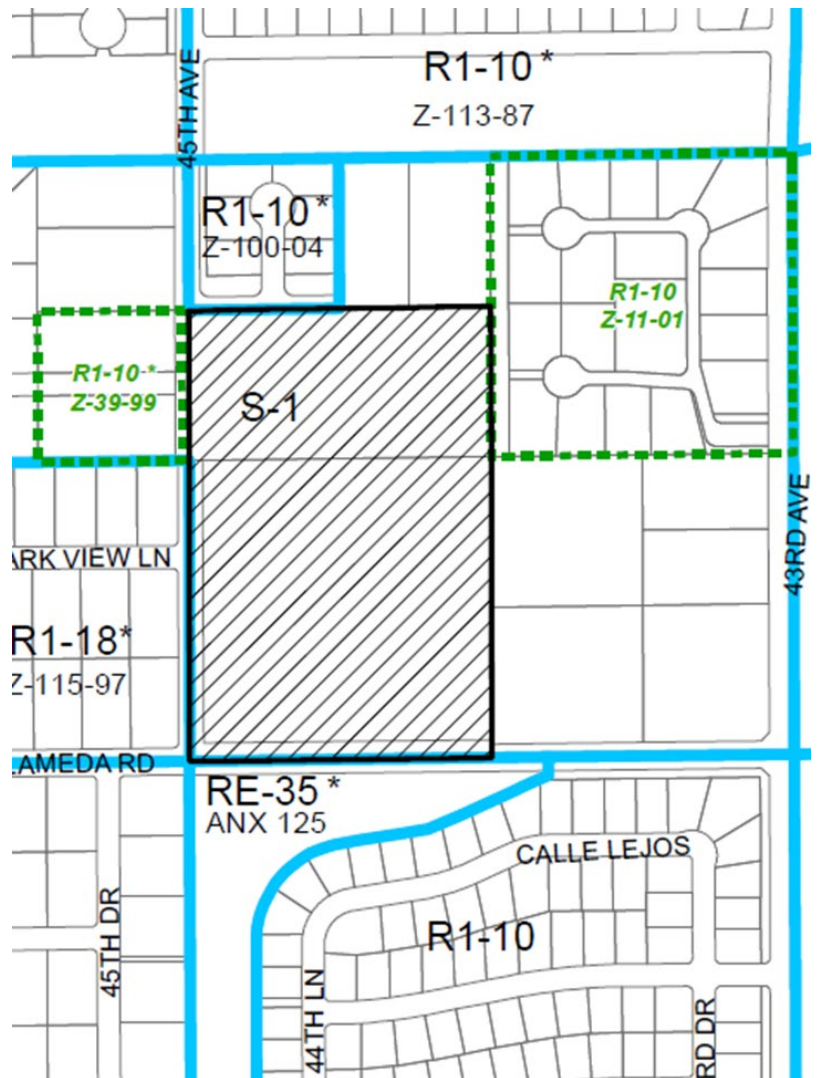 45TH AVE
R1-10 *
Z-113-87
R1-10 *
Z-100-04
R1-10
Z-11-01
R1-10 *
Z-39-99
S-1
43RD AVE
ARK VIEW LN
R1-18*
Z-115-97
LAMEDA RD
RE-35 *
ANX 125
CALLE LEJOS
45TH DR
R1-10
44TH LN
RD DR